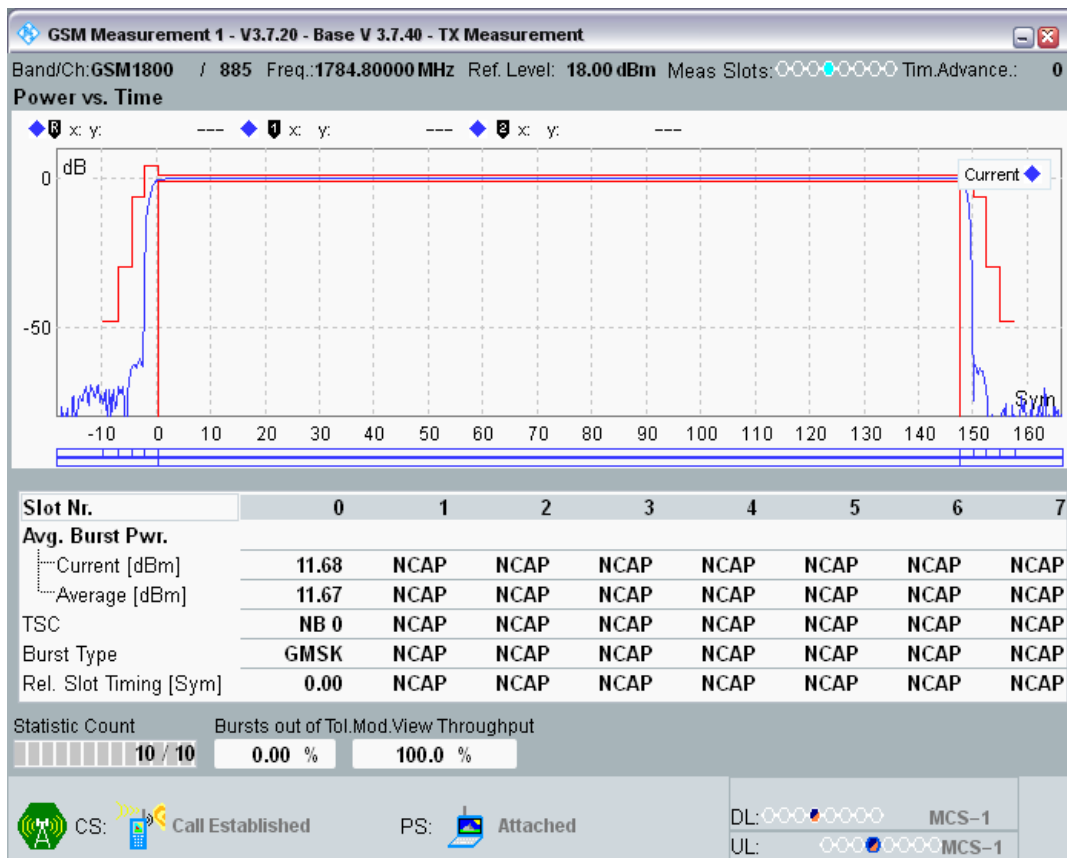 GSM Measurement 1 - V3.7.20 - Base V 3.7.40 - TX Measurement
Band/Ch:GSM1800 / 885 Freq.:1784.80000 MHz Ref. Level: 18.00 dBm Meas Slots: Tim.Advance.: 0
Power vs. Time
R x: y: --- 1 x: y: --- 2 x: y: ---
dB
Current
0
-50
Sym
-10 0 10 20 30 40 50 60 70 80 90 100 110 120 130 140 150 160
Slot Nr. 0 1 2 3 4 5 6 7
Avg. Burst Pwr.
Current [dBm] 11.68 NCAP NCAP NCAP NCAP NCAP NCAP NCAP
Average [dBm] 11.67 NCAP NCAP NCAP NCAP NCAP NCAP NCAP
TSC NB 0 NCAP NCAP NCAP NCAP NCAP NCAP NCAP
Burst Type GMSK NCAP NCAP NCAP NCAP NCAP NCAP NCAP
Rel. Slot Timing [Sym] 0.00 NCAP NCAP NCAP NCAP NCAP NCAP NCAP
Statistic Count Bursts out of Tol.Mod.View Throughput
10 / 10 0.00 % 100.0 %
CS: Call Established PS: Attached
DL: MCS-1
UL: MCS-1